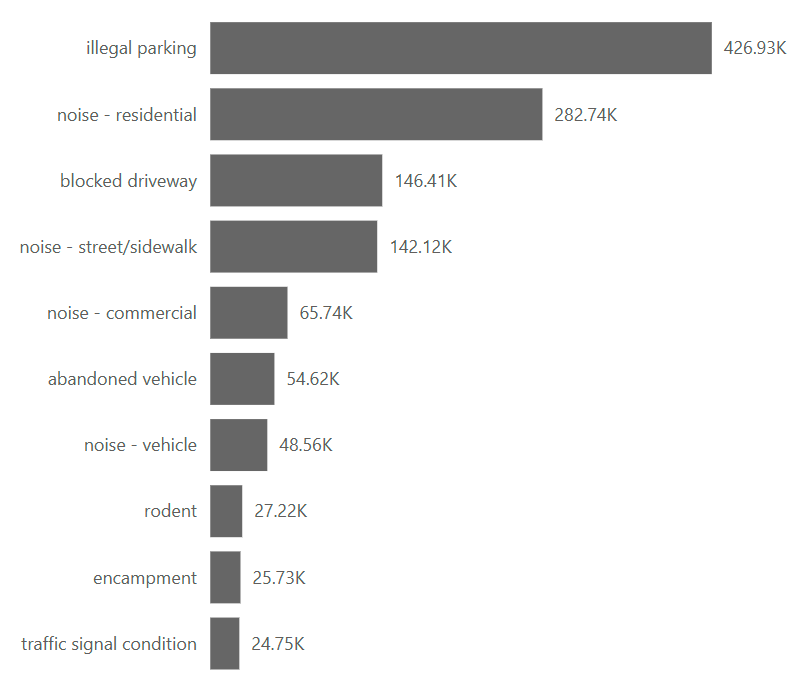 illegal parking 426.93K
noise - residential 282.74K
blocked driveway 146.41K
noise - street/sidewalk 142.12K
noise - commercial 65.74K
abandoned vehicle 54.62K
noise - vehicle 48.56K
rodent 27.22K
encampment 25.73K
traffic signal condition 24.75K